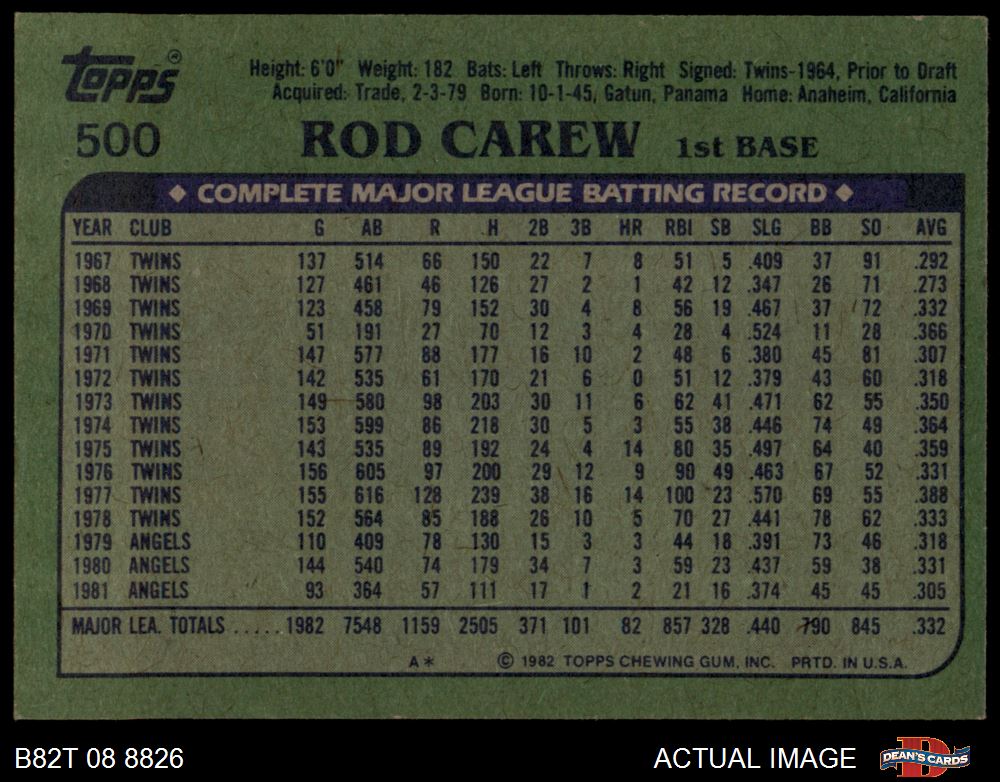 Topps®
Height: 6'0" Weight: 182 Bats: Left Throws: Right Signed: Twins-1964, Prior to Draft
Acquired: Trade, 2-3-79 Born: 10-1-45, Gatun, Panama Home: Anaheim, California
500 ROD CAREW 1st BASE
◆ COMPLETE MAJOR LEAGUE BATTING RECORD ◆
YEAR CLUB G AB R H 2B 3B HR RBI SB SLG BB SO AVG
1967 TWINS 137 514 66 150 22 7 8 51 5 .409 37 91 .292
1968 TWINS 127 461 46 126 27 2 1 42 12 .347 26 71 .273
1969 TWINS 123 458 79 152 30 4 8 56 19 .467 37 72 .332
1970 TWINS 51 191 27 70 12 3 4 28 4 .524 11 28 .366
1971 TWINS 147 577 88 177 16 10 2 48 6 .380 45 81 .307
1972 TWINS 142 535 61 170 21 6 0 51 12 .379 43 60 .318
1973 TWINS 149 580 98 203 30 11 6 62 41 .471 62 55 .350
1974 TWINS 153 599 86 218 30 5 3 55 38 .446 74 49 .364
1975 TWINS 143 535 89 192 24 4 14 80 35 .497 64 40 .359
1976 TWINS 156 605 97 200 29 12 9 90 49 .463 67 52 .331
1977 TWINS 155 616 128 239 38 16 14 100 23 .570 69 55 .388
1978 TWINS 152 564 85 188 26 10 5 70 27 .441 78 62 .333
1979 ANGELS 110 409 78 130 15 3 3 44 18 .391 73 46 .318
1980 ANGELS 144 540 74 179 34 7 3 59 23 .437 59 38 .331
1981 ANGELS 93 364 57 111 17 1 2 21 16 .374 45 45 .305
MAJOR LEA. TOTALS ..... 1982 7548 1159 2505 371 101 82 857 328 .440 790 845 .332
A* © 1982 TOPPS CHEWING GUM, INC. PRTD. IN U.S.A.
B82T 08 8826 ACTUAL IMAGE DEAN'S CARDS